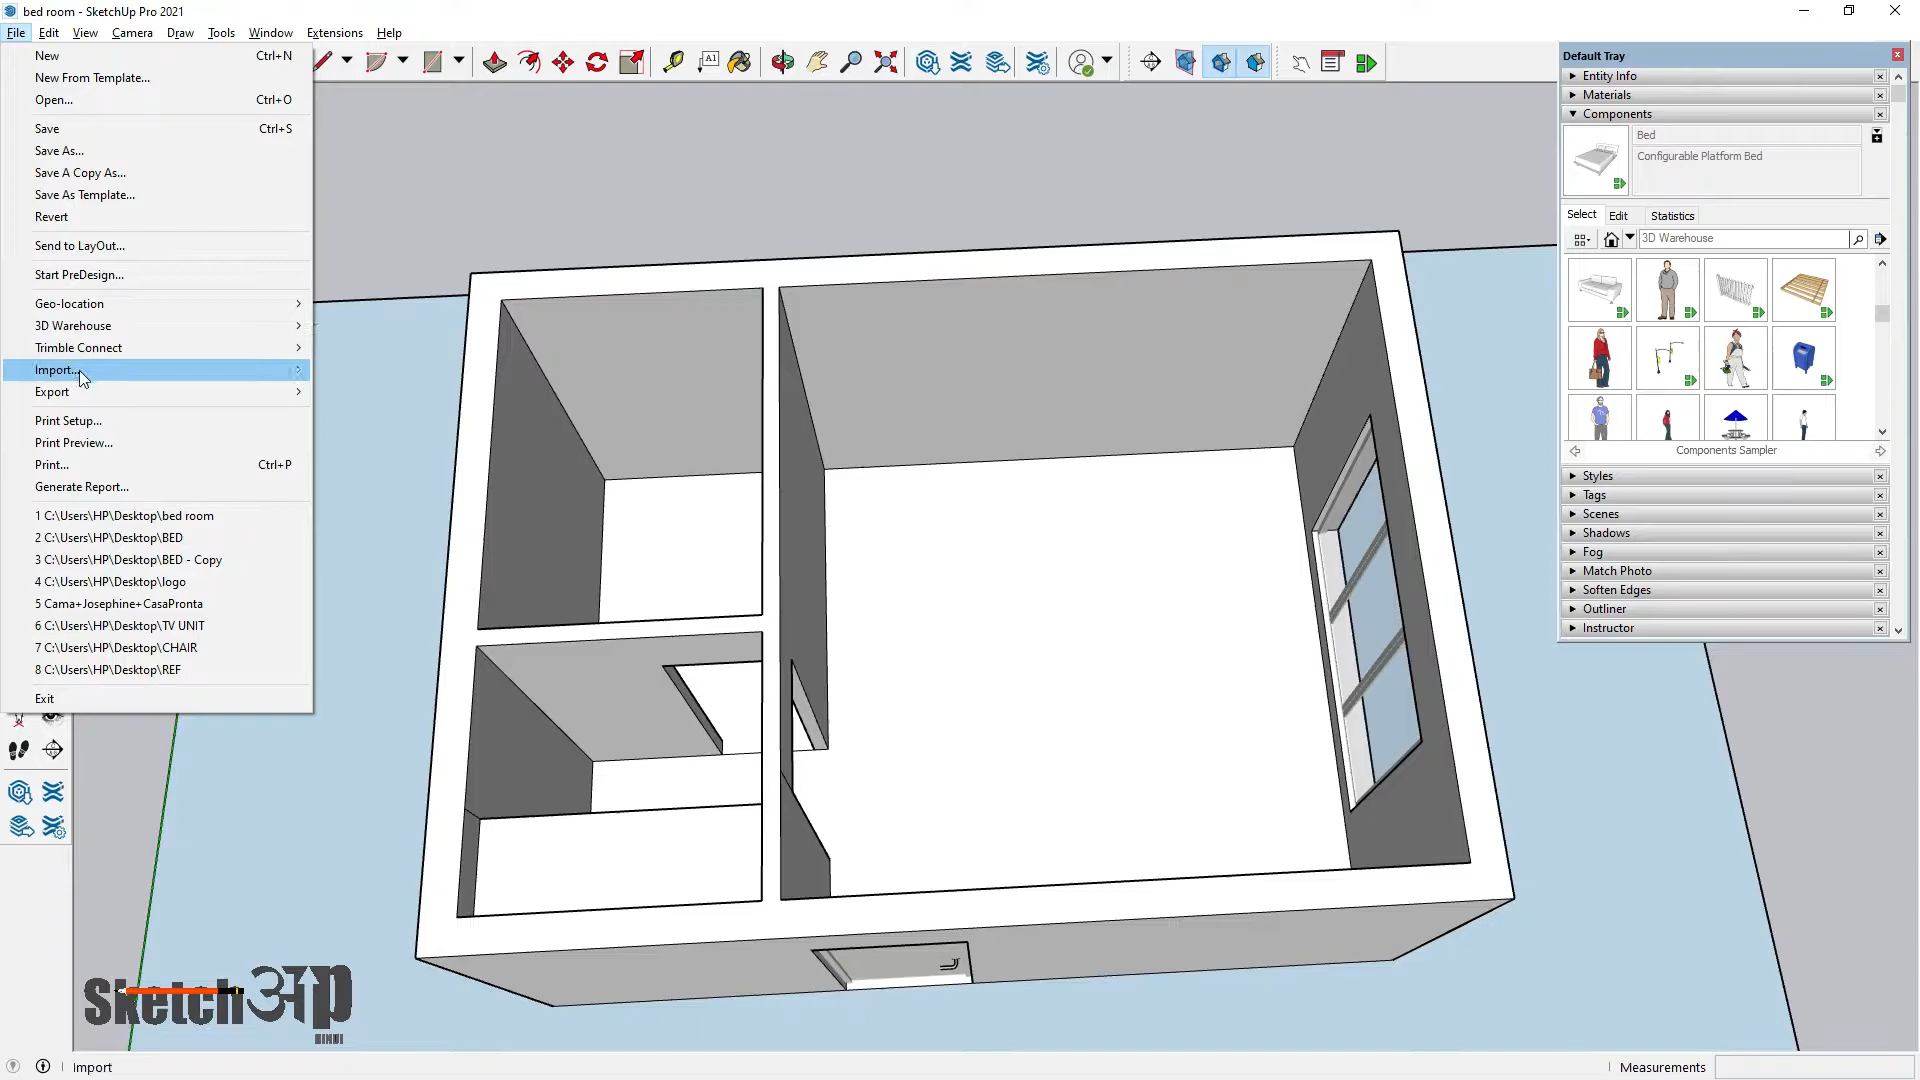 bed room - SketchUp Pro 2021
File Edit View Camera Draw Tools Window Extensions Help
New Ctrl+N
New From Template...
Open... Ctrl+O
Save Ctrl+S
Save As...
Save A Copy As...
Save As Template...
Revert
Send to LayOut...
Start PreDesign...
Geo-location
3D Warehouse
Trimble Connect
Import...
Export
Print Setup...
Print Preview...
Print... Ctrl+P
Generate Report...
1 C:\Users\HP\Desktop\bed room
2 C:\Users\HP\Desktop\BED
3 C:\Users\HP\Desktop\BED - Copy
4 C:\Users\HP\Desktop\logo
5 Cama+Josephine+CasaPronta
6 C:\Users\HP\Desktop\TV UNIT
7 C:\Users\HP\Desktop\CHAIR
8 C:\Users\HP\Desktop\REF
Exit
A1
Default Tray
Entity Info
Materials
Components
Bed
Configurable Platform Bed
Select Edit Statistics
3D Warehouse
Components Sampler
Styles
Tags
Scenes
Shadows
Fog
Match Photo
Soften Edges
Outliner
Instructor
Sketchअप
HINDI
Import
Measurements